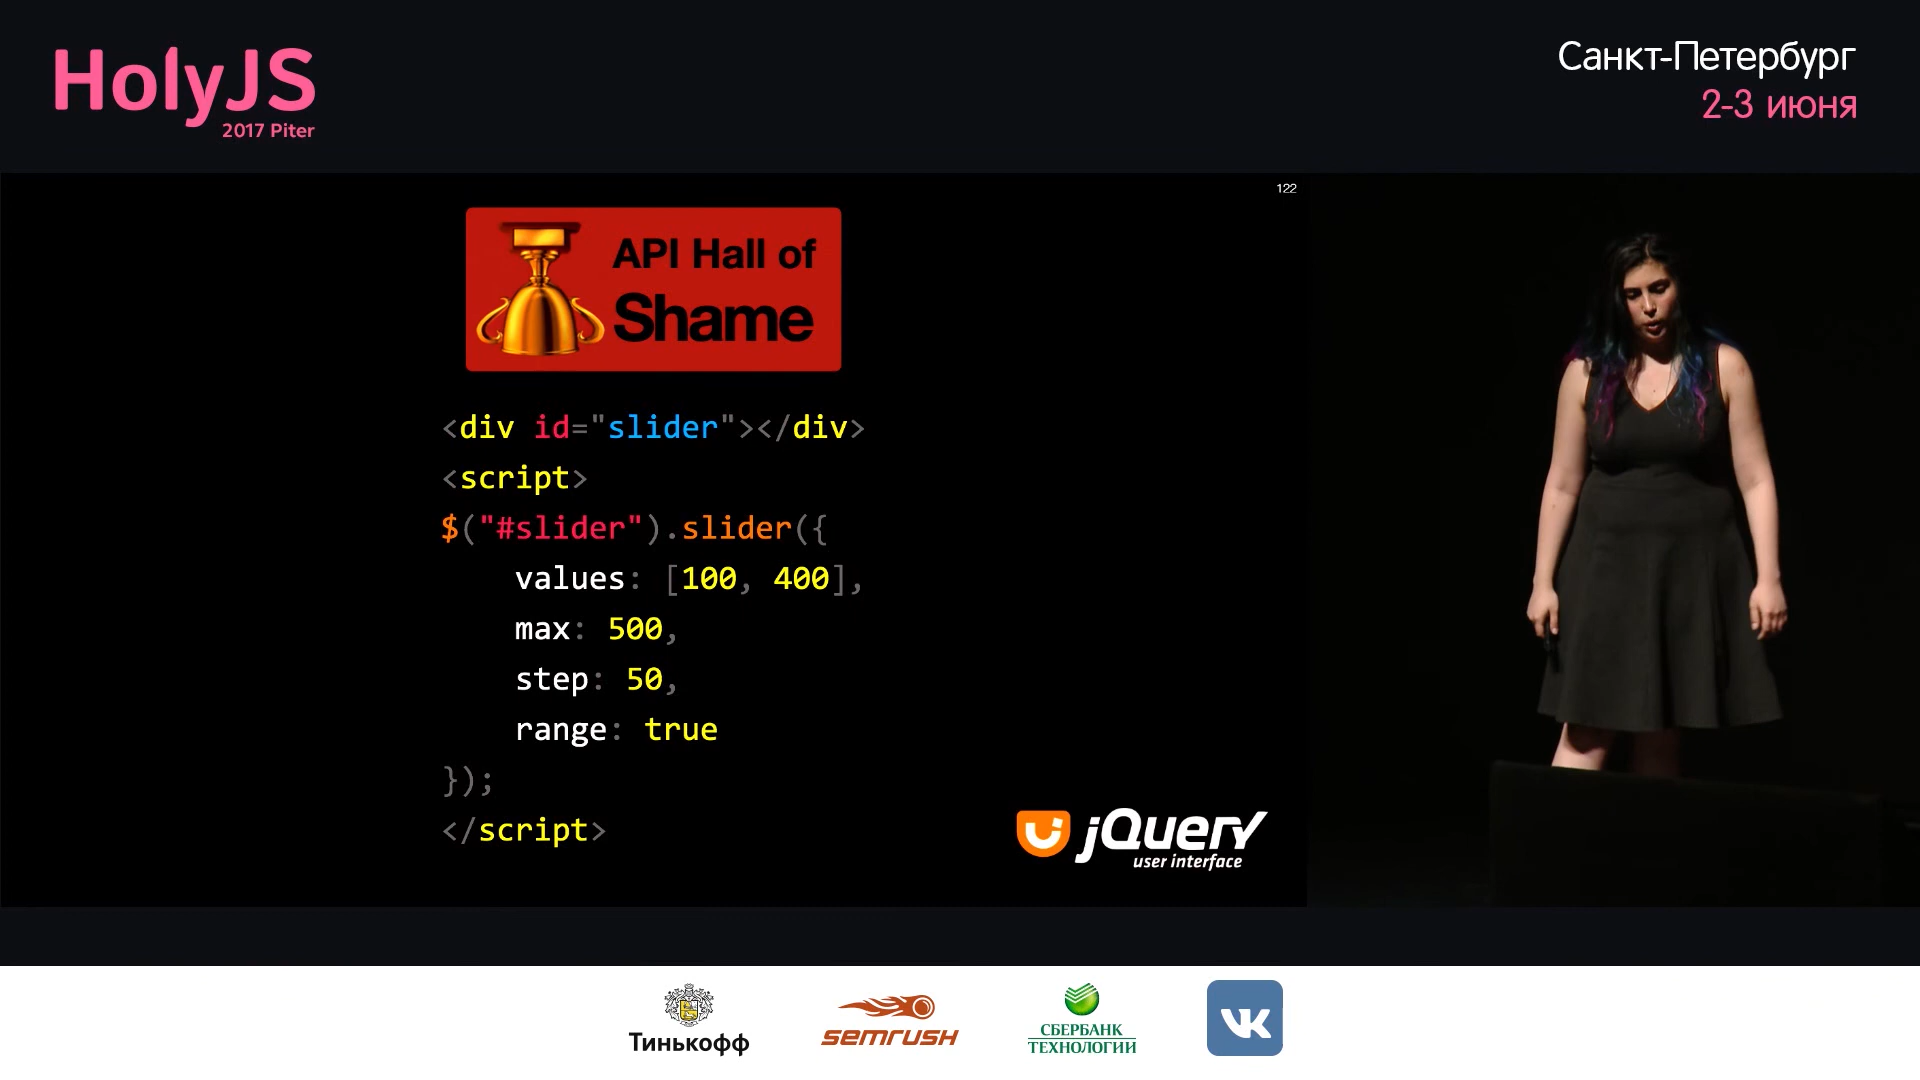 HolyJS
2017 Piter
Санкт-Петербург
2-3 июня
122
API Hall of
Shame
<div id="slider"></div>
<script>
$("#slider").slider({
    values: [100, 400],
    max: 500,
    step: 50,
    range: true
});
</script>
jQuery
user interface
Тинькофф
semrush
СБЕРБАНК
ТЕХНОЛОГИИ
VK